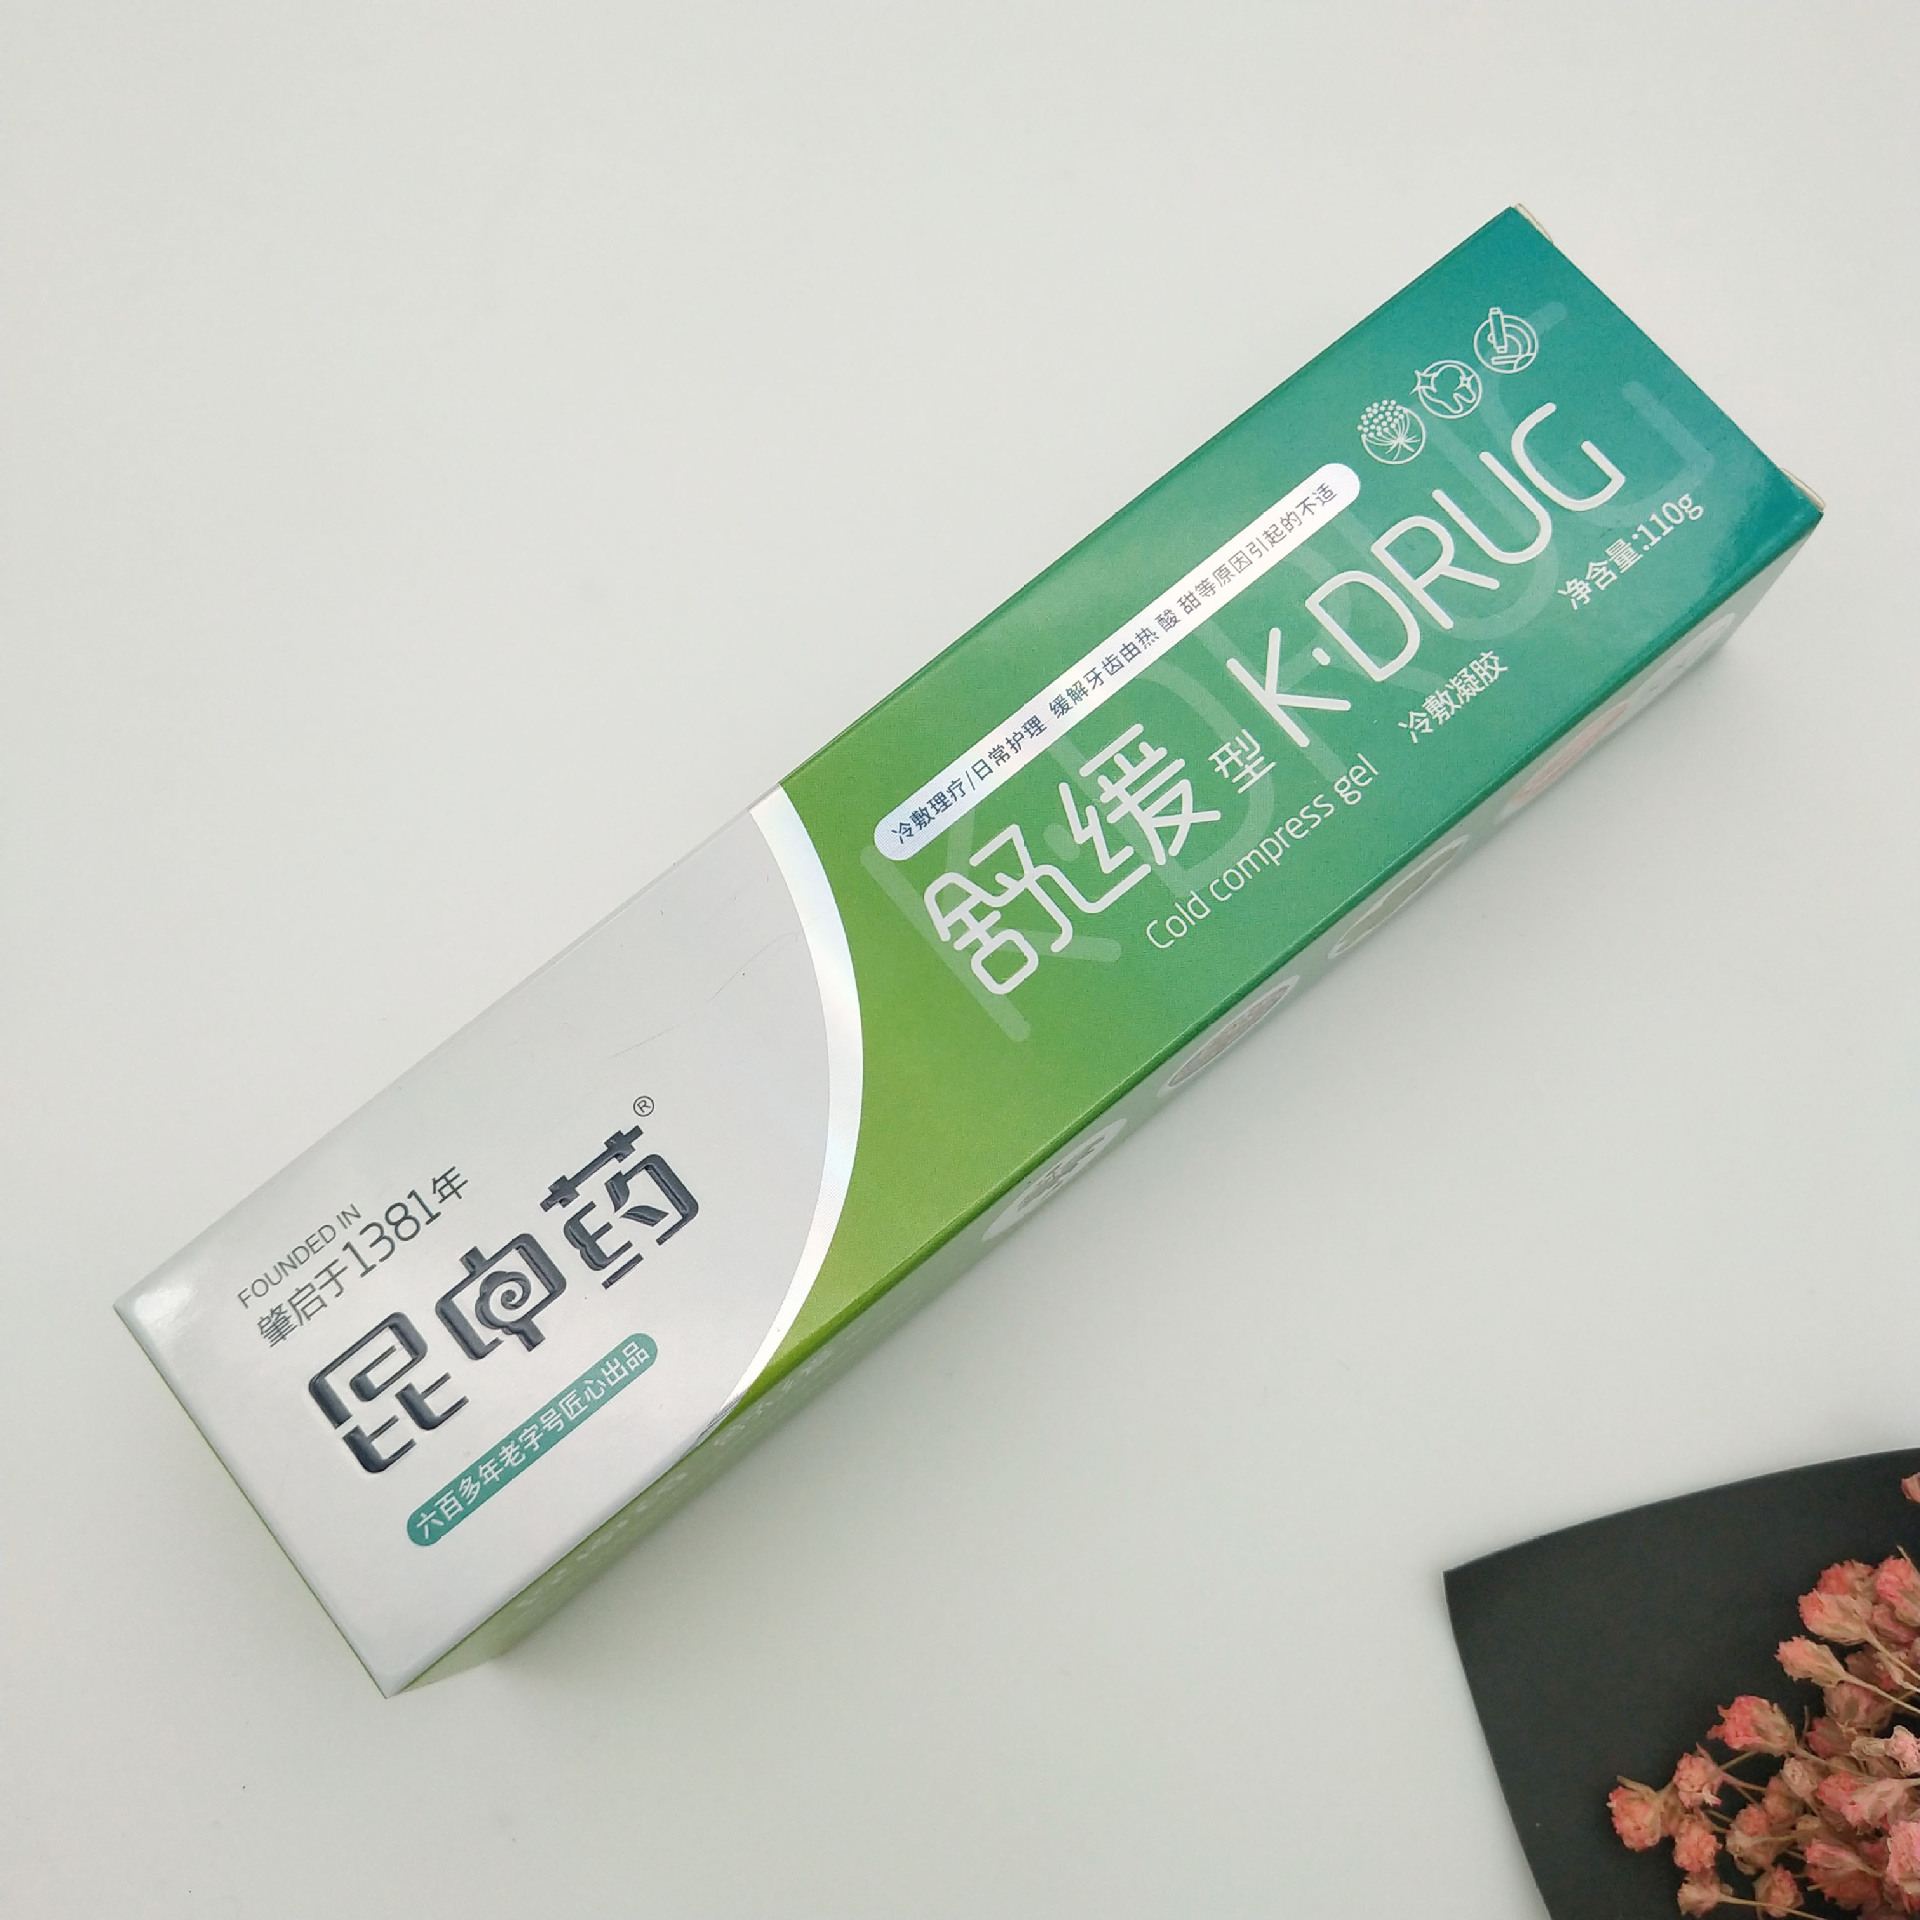 FOUNDED IN
肇启于1381年
昆中药®
六百多年老字号匠心出品
冷敷理疗/日常护理 缓解牙齿由热 酸 甜等原因引起的不适
舒缓型 K·DRUG
Cold compress gel
冷敷凝胶
净含量:110g
K·DRUG